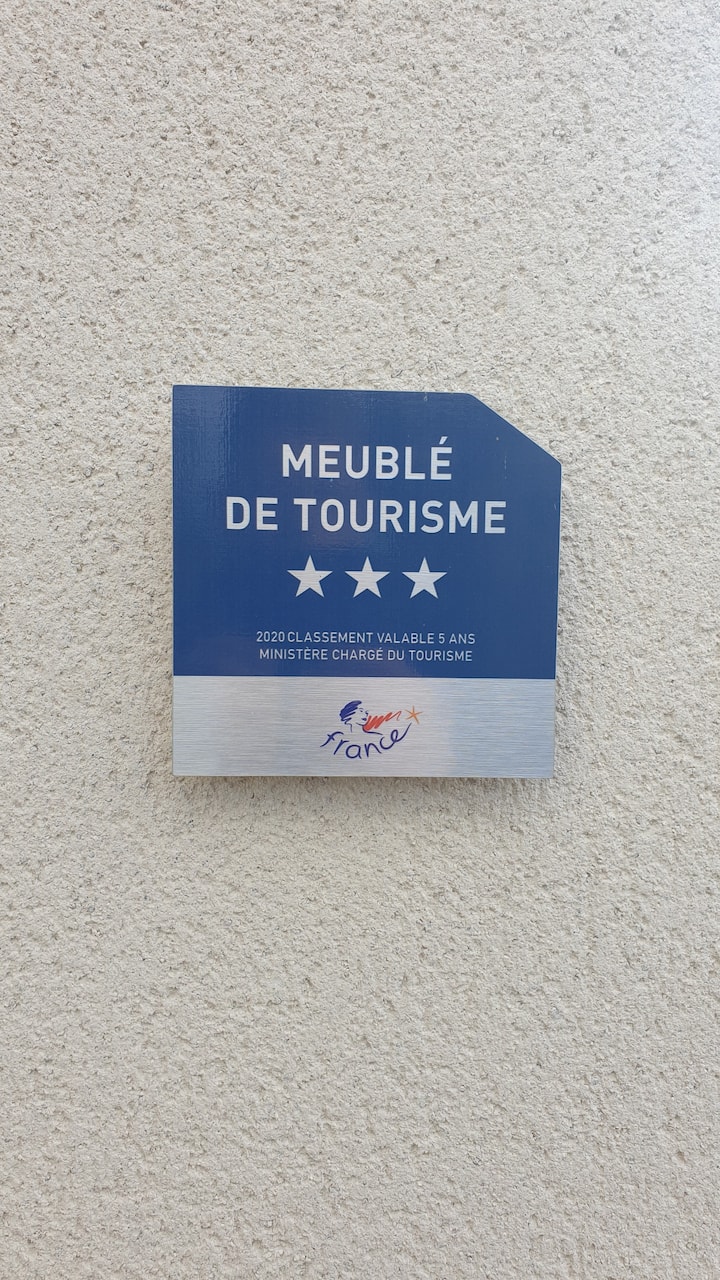 MEUBLÉ
DE TOURISME
2020 CLASSEMENT VALABLE 5 ANS
MINISTÈRE CHARGÉ DU TOURISME
france